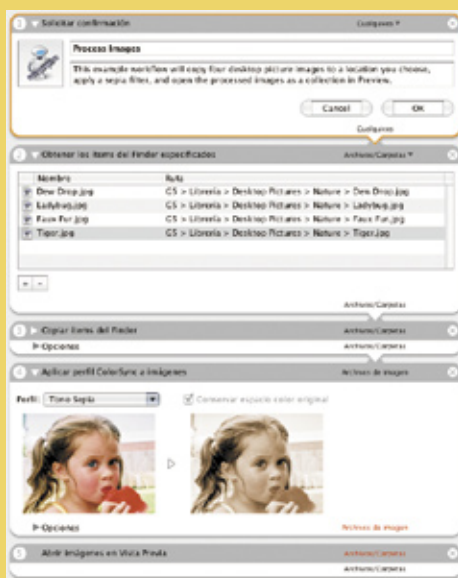 1 Solicitar confirmación Cualquiera
Process Images
This example workflow will copy four desktop picture images to a location you choose,
apply a sepia filter, and open the processed images as a collection in Preview.
Cancel OK
Cualquiera
2 Obtener los ítems del Finder especificados Archivos/Carpetas
Nombre Ruta
Dew Drop.jpg G5 > Librería > Desktop Pictures > Nature > Dew Drop.jpg
Ladybug.jpg G5 > Librería > Desktop Pictures > Nature > Ladybug.jpg
Faux Fur.jpg G5 > Librería > Desktop Pictures > Nature > Faux Fur.jpg
Tiger.jpg G5 > Librería > Desktop Pictures > Nature > Tiger.jpg
+ -
Archivos/Carpetas
3 Copiar ítems del Finder Archivos/Carpetas
Opciones Archivos/Carpetas
4 Aplicar perfil ColorSync a imágenes Archivos de imagen
Perfil: Tono Sepia Conservar espacio color original
Opciones Archivos de imagen
5 Abrir imágenes en Vista Previa Archivos/Carpetas
Archivos/Carpetas